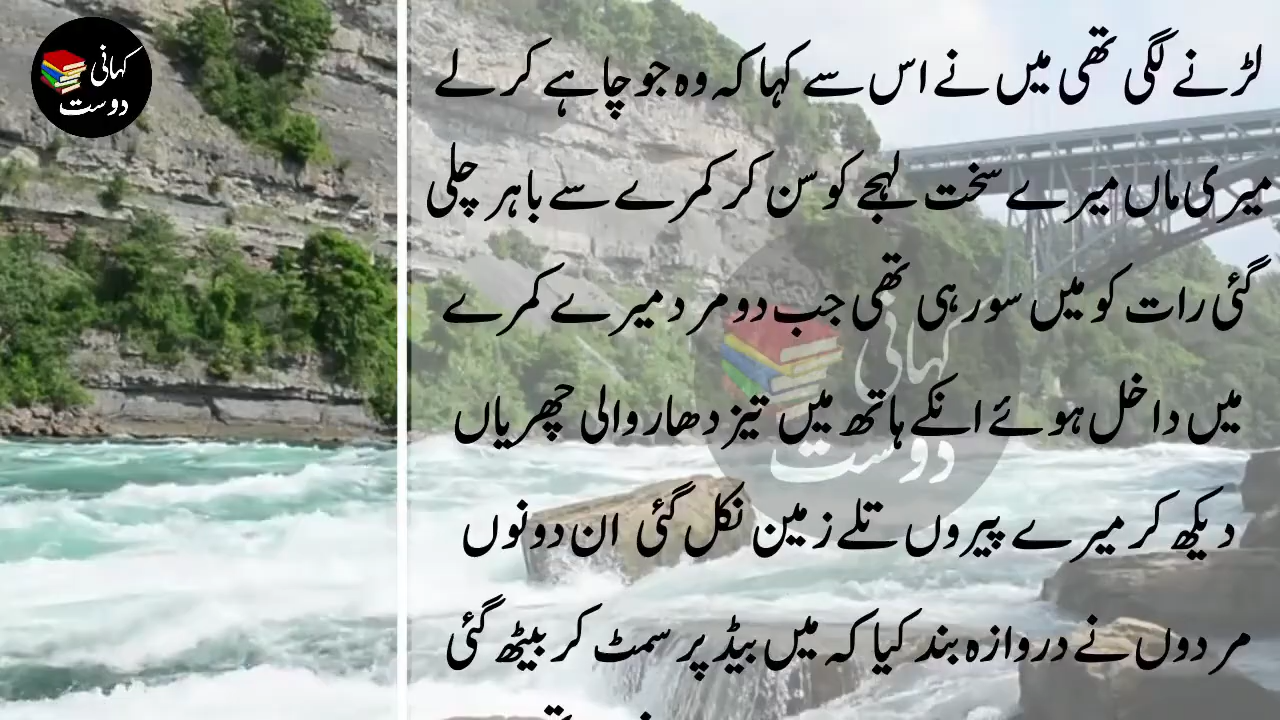 کہانی
دوست
لڑنے لگی تھی میں نے اس سے کہا کہ وہ جو چاہے کر لے
میری ماں میرے سخت لہجے کو سن کر کمرے سے باہر چلی
گئی رات کو میں سو رہی تھی جب دو مرد میرے کمرے
میں داخل ہوئے انکے ہاتھ میں تیز دھار والی چھریاں
دیکھ کر میرے پیروں تلے زمین نکل گئی ان دونوں
مردوں نے دروازہ بند کیا کہ میں بیڈ پر سمٹ کر بیٹھ گئی
کہانی
دوست